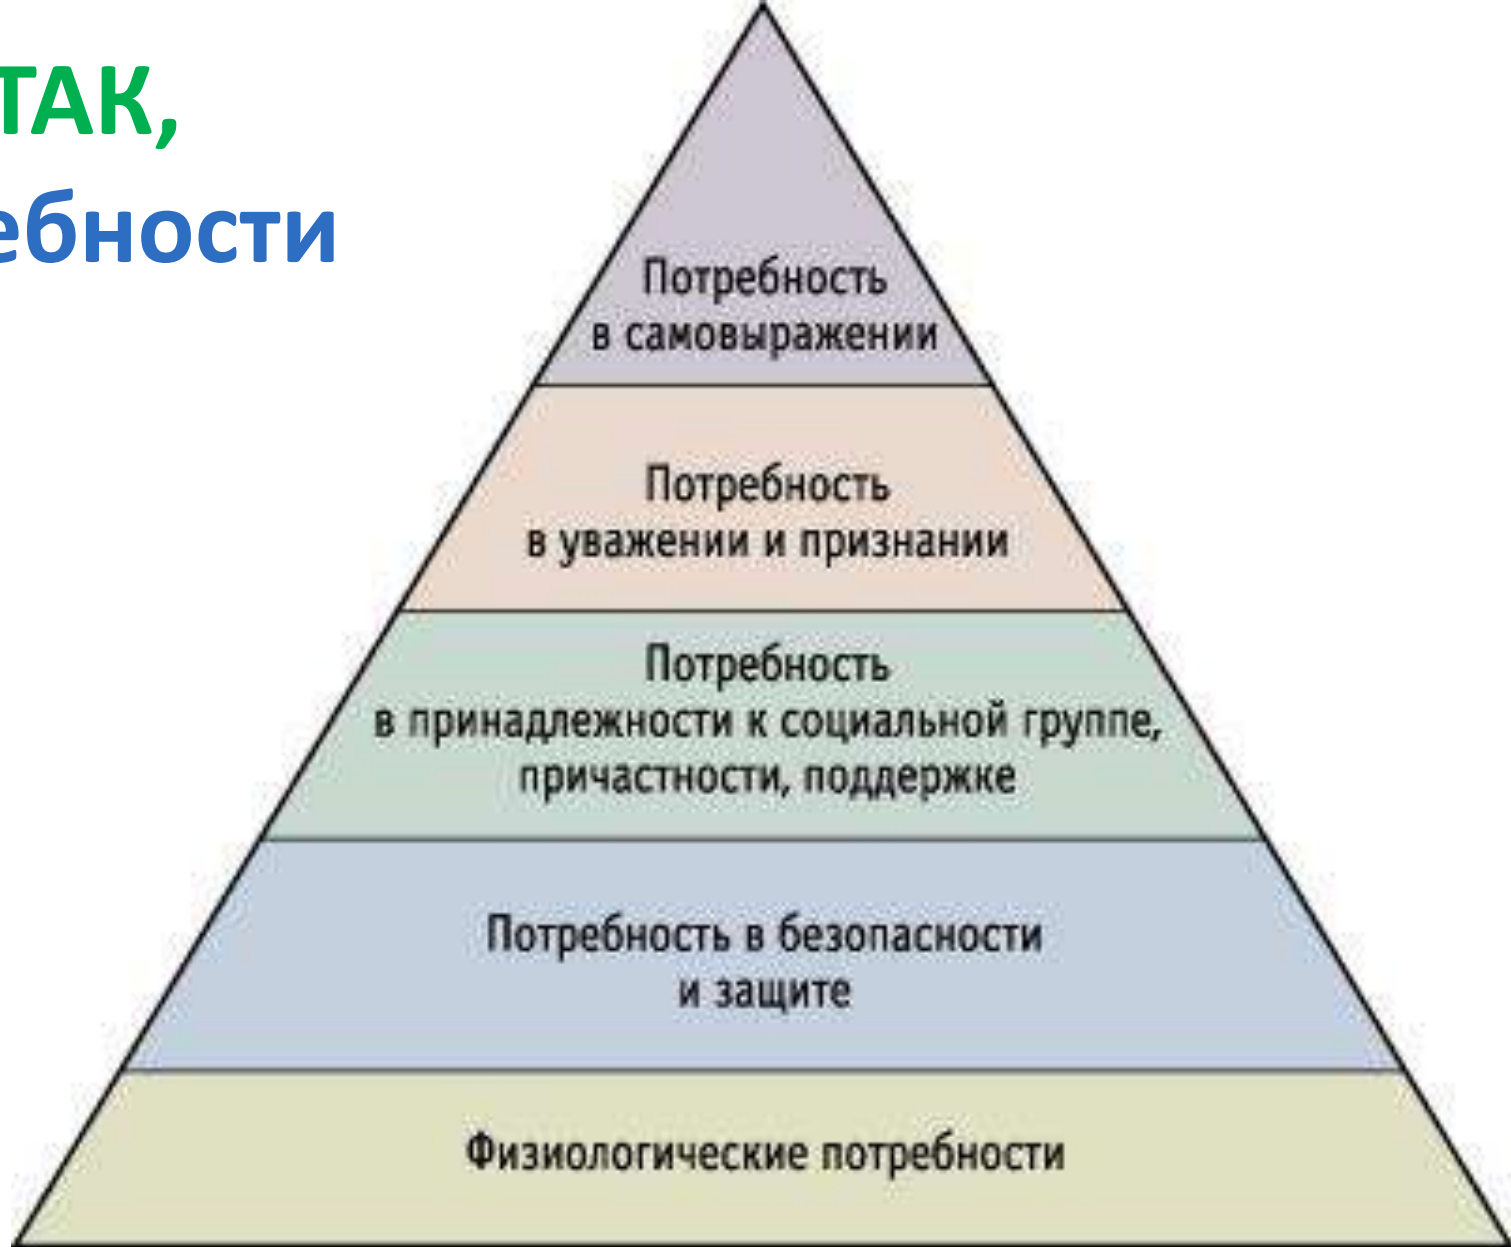 ТАК,
ебности
Потребность
в самовыражении
Потребность
в уважении и признании
Потребность
в принадлежности к социальной группе,
причастности, поддержке
Потребность в безопасности
и защите
Физиологические потребности